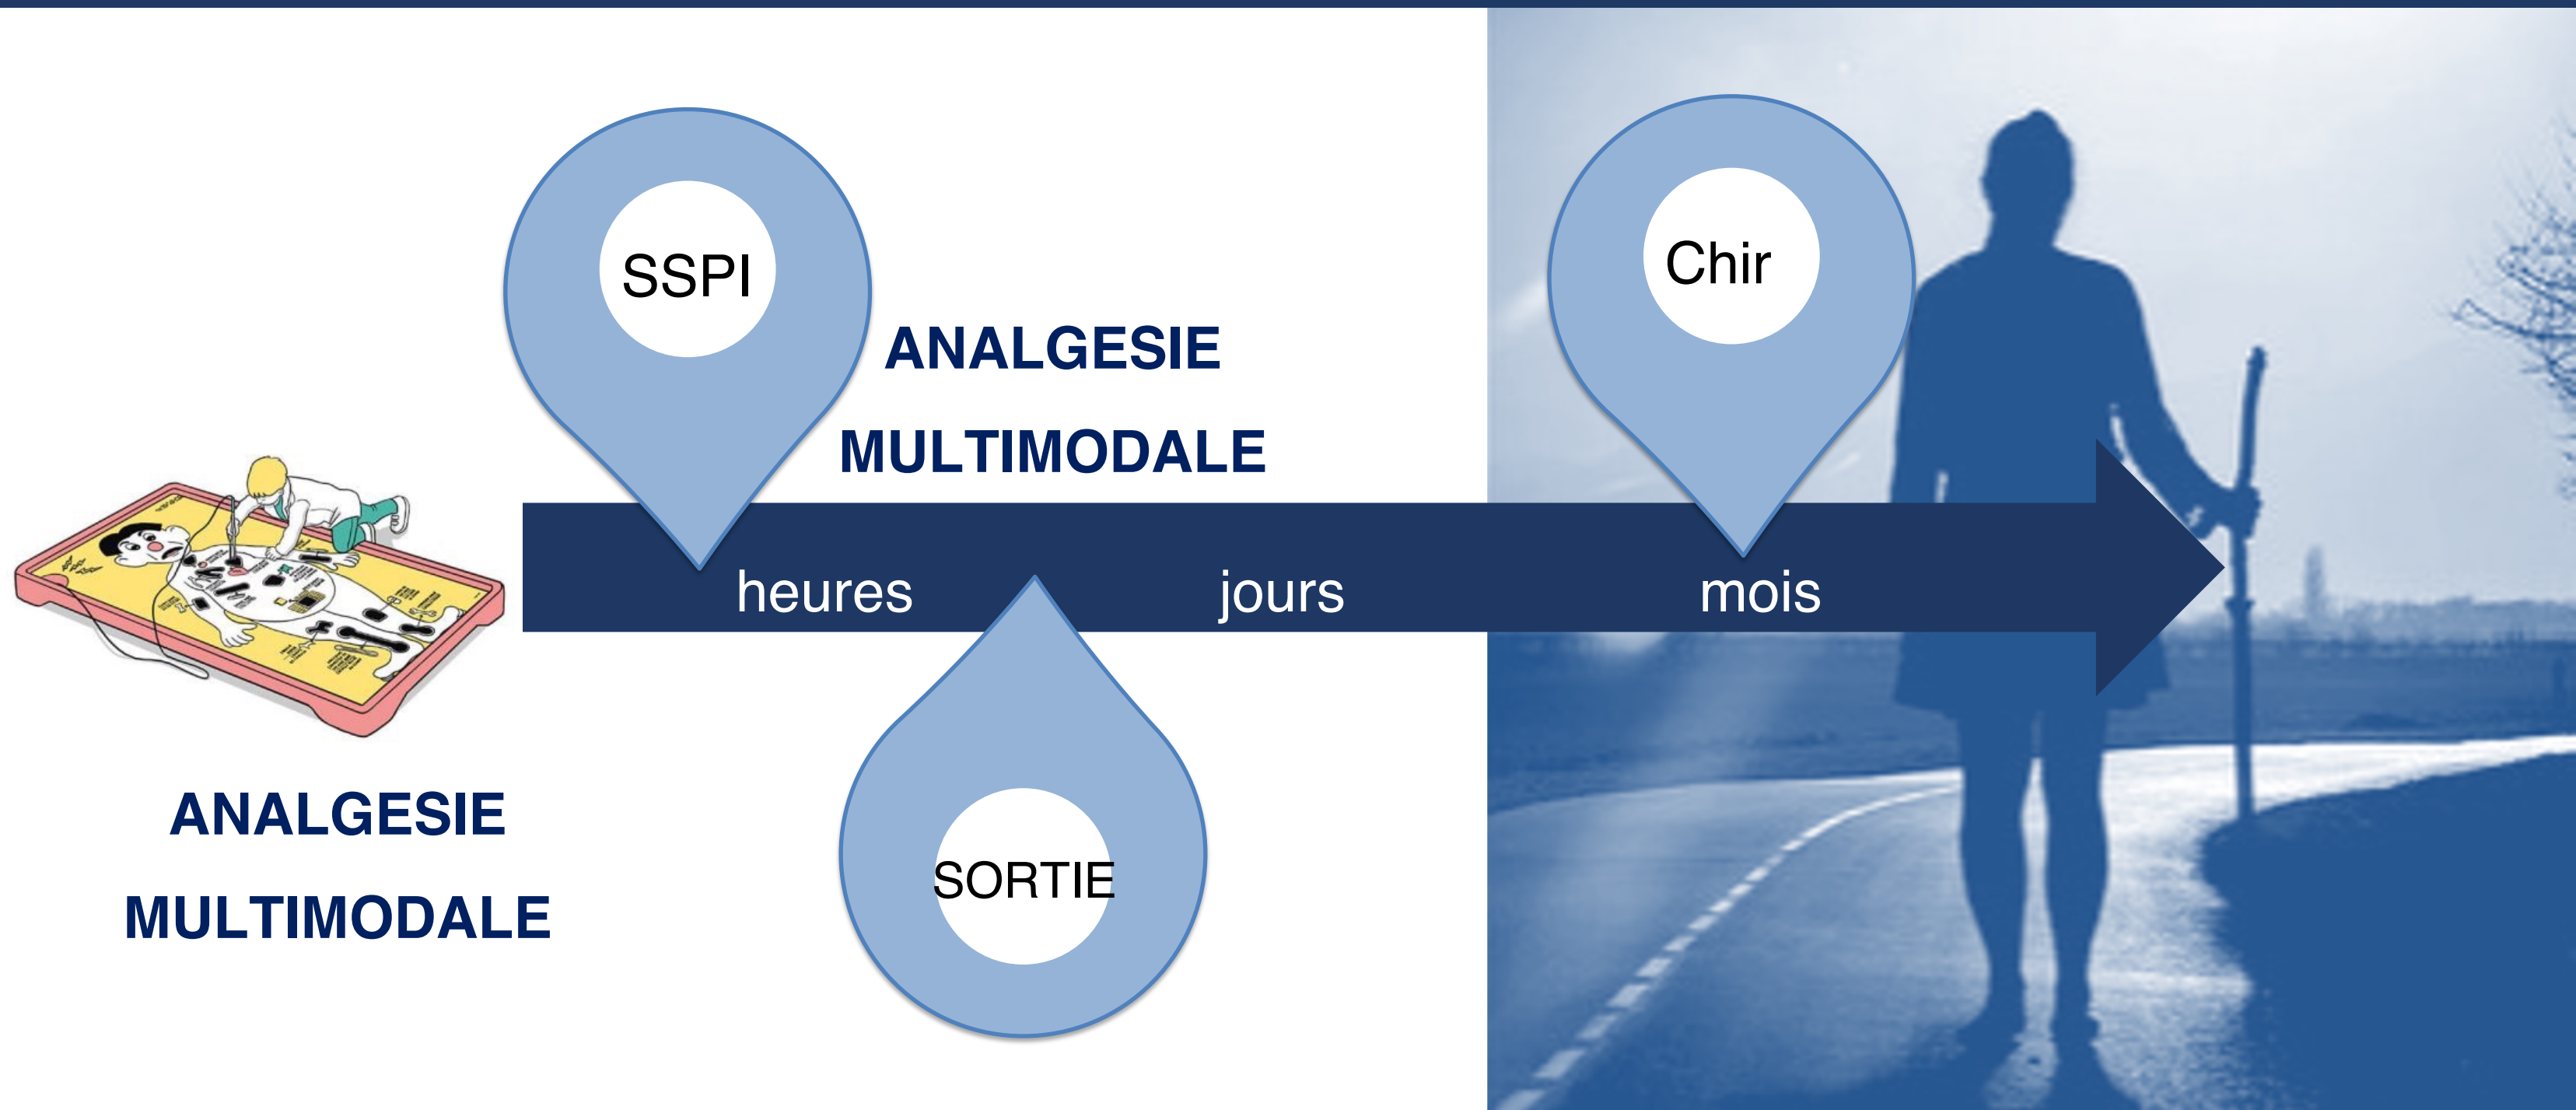 SSPI
Chir
ANALGESIE
MULTIMODALE
heures
jours
mois
SORTIE
ANALGESIE
MULTIMODALE